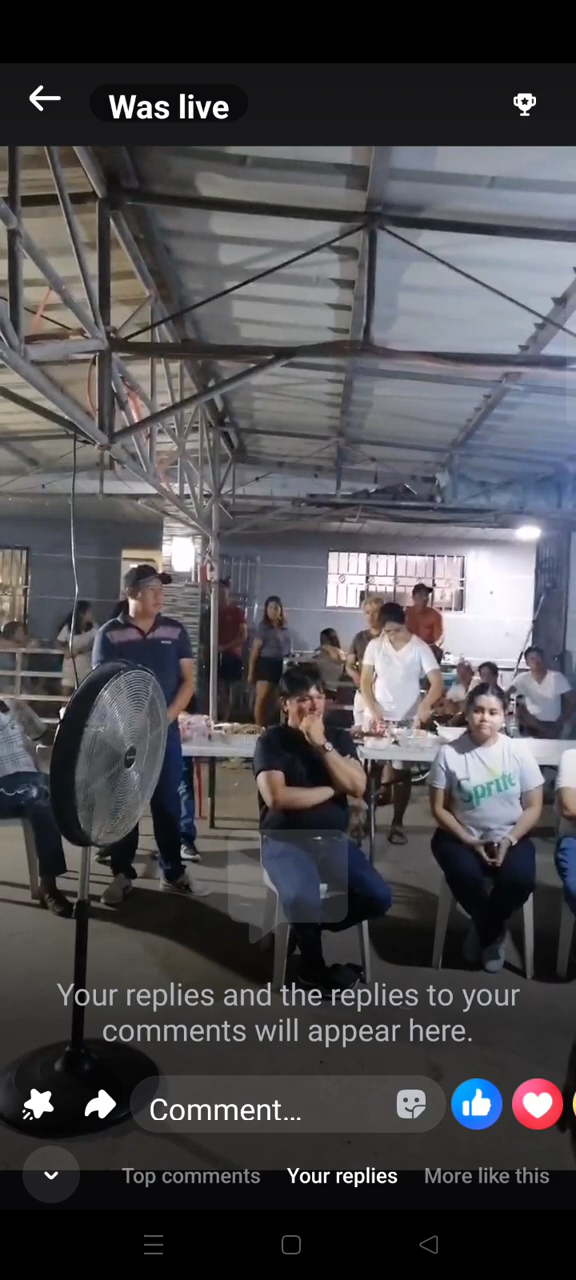 Was live
Sprite
Your replies and the replies to your
comments will appear here.
Comment...
Top comments
Your replies
More like this